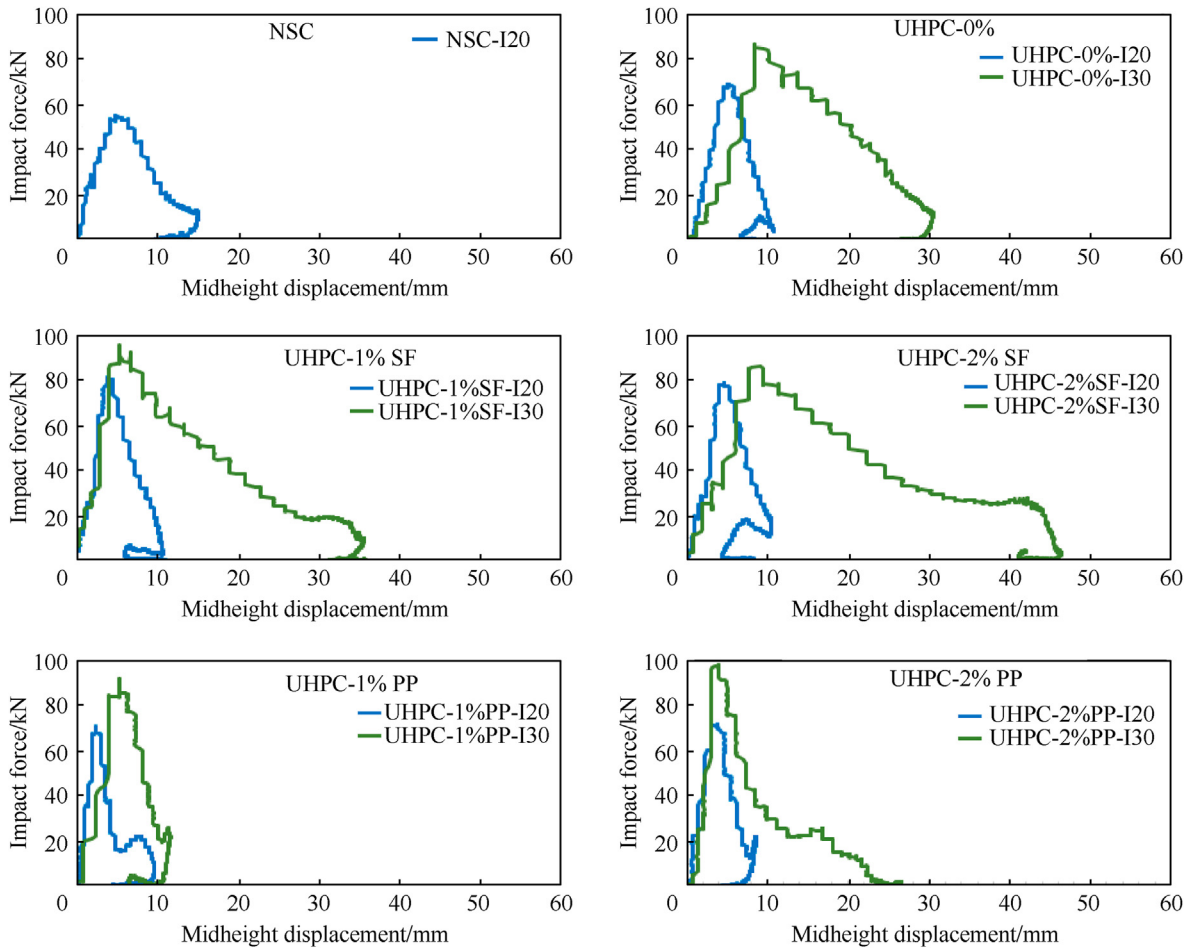 NSC
NSC-I20
Impact force/kN
100
80
60
40
20
0
10
20
30
40
50
60
Midheight displacement/mm
UHPC-0%
UHPC-0%-I20
UHPC-0%-I30
Impact force/kN
100
80
60
40
20
0
10
20
30
40
50
60
Midheight displacement/mm
UHPC-1% SF
UHPC-1%SF-I20
UHPC-1%SF-I30
Impact force/kN
100
80
60
40
20
0
10
20
30
40
50
60
Midheight displacement/mm
UHPC-2% SF
UHPC-2%SF-I20
UHPC-2%SF-I30
Impact force/kN
100
80
60
40
20
0
10
20
30
40
50
60
Midheight displacement/mm
UHPC-1% PP
UHPC-1%PP-I20
UHPC-1%PP-I30
Impact force/kN
100
80
60
40
20
0
10
20
30
40
50
60
Midheight displacement/mm
UHPC-2% PP
UHPC-2%PP-I20
UHPC-2%PP-I30
Impact force/kN
100
80
60
40
20
0
10
20
30
40
50
60
Midheight displacement/mm